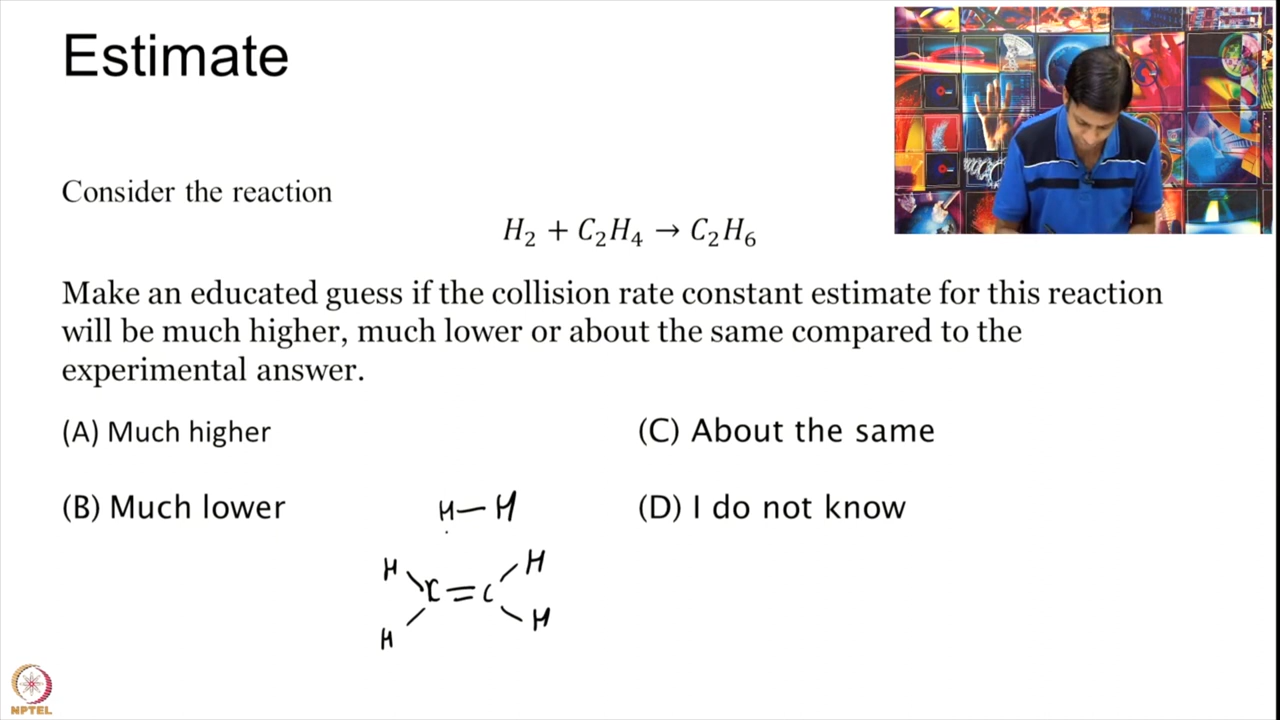 Estimate
Consider the reaction
H₂ + C₂H₄ → C₂H₆
Make an educated guess if the collision rate constant estimate for this reaction
will be much higher, much lower or about the same compared to the
experimental answer.
(A) Much higher
(C) About the same
(B) Much lower
(D) I do not know
H—H
H H
C=C
H H
NPTEL